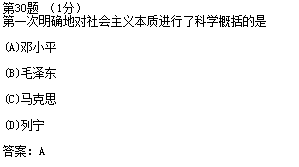 第30题 （1分）
第一次明确地对社会主义本质进行了科学概括的是
(A)邓小平
(B)毛泽东
(C)马克思
(D)列宁
答案：A